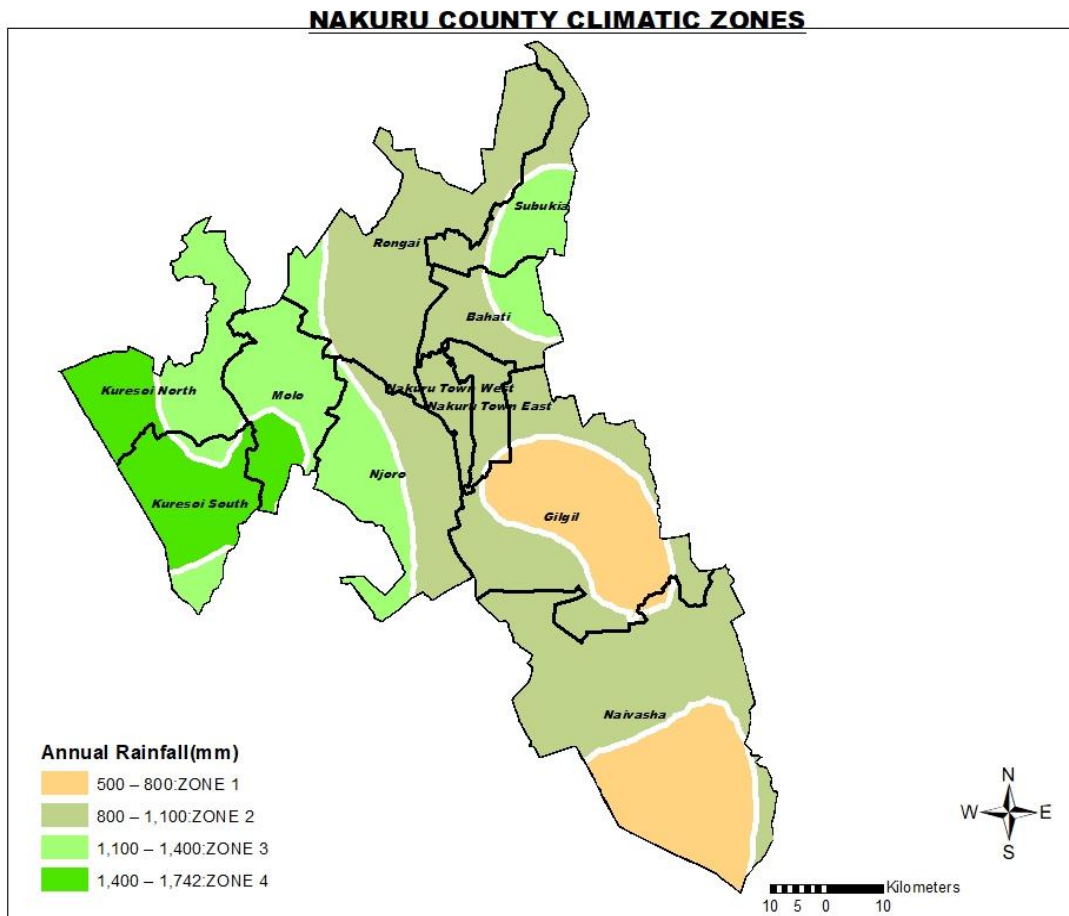 NAKURU COUNTY CLIMATIC ZONES
Subukia
Rongai
Bahati
Kuresoi North
Molo
Nakuru Town West
Nakuru Town East
Njoro
Kuresoi South
Gilgil
Naivasha
Annual Rainfall(mm)
500 – 800:ZONE 1
800 – 1,100:ZONE 2
1,100 – 1,400:ZONE 3
1,400 – 1,742:ZONE 4
N
W E
S
Kilometers
10 5 0 10